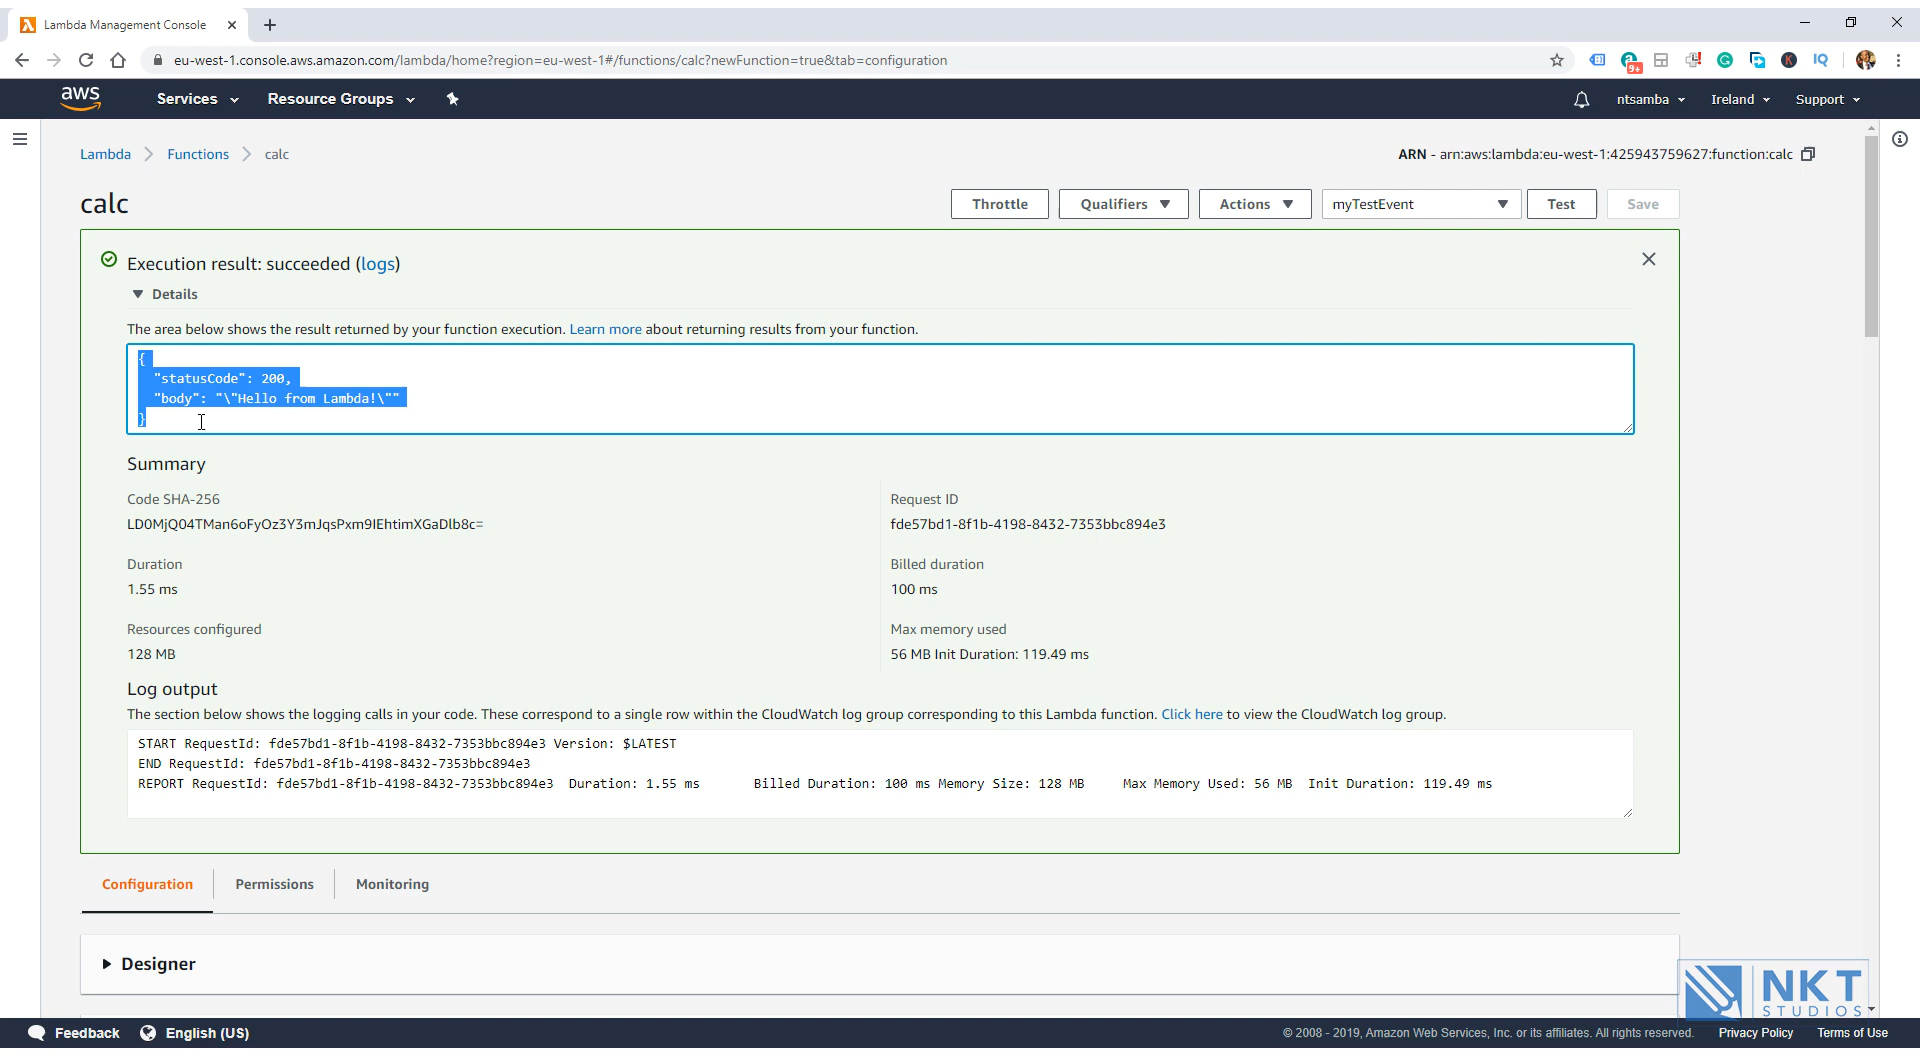 Lambda Management Console
eu-west-1.console.aws.amazon.com/lambda/home?region=eu-west-1#/functions/calc?newFunction=true&tab=configuration
9+
K
IQ
aws
Services
Resource Groups
ntsamba
Ireland
Support
Lambda
Functions
calc
ARN - arn:aws:lambda:eu-west-1:425943759627:function:calc
calc
Throttle
Qualifiers
Actions
myTestEvent
Test
Save
Execution result: succeeded (logs)
Details
The area below shows the result returned by your function execution. Learn more about returning results from your function.
{
"statusCode": 200,
"body": "\"Hello from Lambda!\""
}
Summary
Code SHA-256
LD0MjQ04TMan6oFyOz3Y3mJqsPxm9IEhtimXGaDlb8c=
Request ID
fde57bd1-8f1b-4198-8432-7353bbc894e3
Duration
1.55 ms
Billed duration
100 ms
Resources configured
128 MB
Max memory used
56 MB Init Duration: 119.49 ms
Log output
The section below shows the logging calls in your code. These correspond to a single row within the CloudWatch log group corresponding to this Lambda function. Click here to view the CloudWatch log group.
START RequestId: fde57bd1-8f1b-4198-8432-7353bbc894e3 Version: $LATEST
END RequestId: fde57bd1-8f1b-4198-8432-7353bbc894e3
REPORT RequestId: fde57bd1-8f1b-4198-8432-7353bbc894e3 Duration: 1.55 ms Billed Duration: 100 ms Memory Size: 128 MB Max Memory Used: 56 MB Init Duration: 119.49 ms
Configuration
Permissions
Monitoring
Designer
NKT
STUDIOS
Feedback
English (US)
© 2008 - 2019, Amazon Web Services, Inc. or its affiliates. All rights reserved.
Privacy Policy
Terms of Use